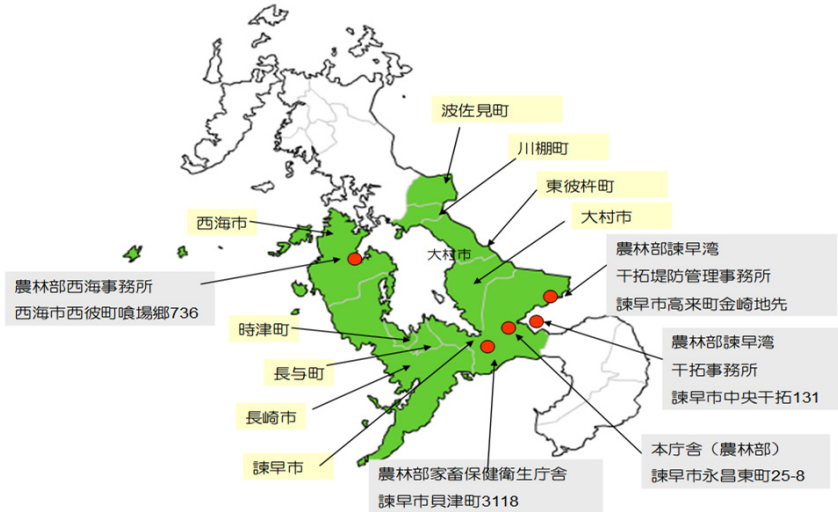 波佐見町
川棚町
東彼杵町
大村市
西海市
大村市
農林部諫早湾
干拓堤防管理事務所
諫早市高来町金崎地先
農林部西海事務所
西海市西彼町喰場郷736
時津町
農林部諫早湾
干拓事務所
諫早市中央干拓131
長与町
長崎市
本庁舎（農林部）
諫早市永昌東町25-8
諫早市
農林部家畜保健衛生庁舎
諫早市貝津町3118